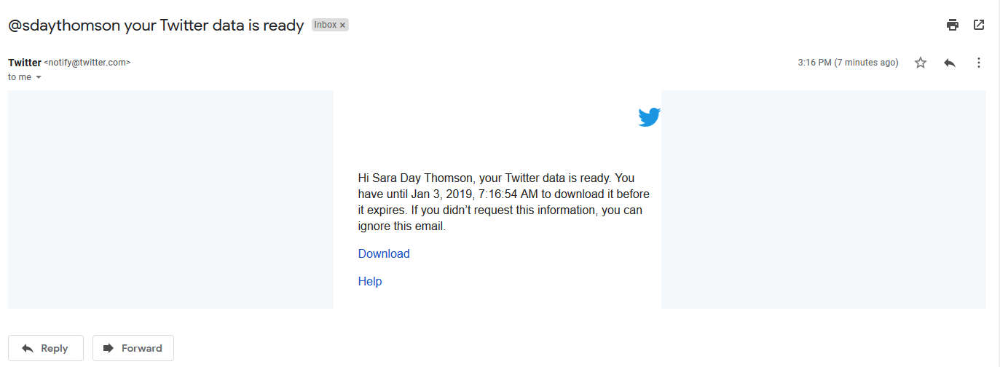 @sdaythomson your Twitter data is ready Inbox x
Twitter <notify@twitter.com> 3:16 PM (7 minutes ago)
to me
Hi Sara Day Thomson, your Twitter data is ready. You
have until Jan 3, 2019, 7:16:54 AM to download it before
it expires. If you didn’t request this information, you can
ignore this email.
Download
Help
Reply Forward